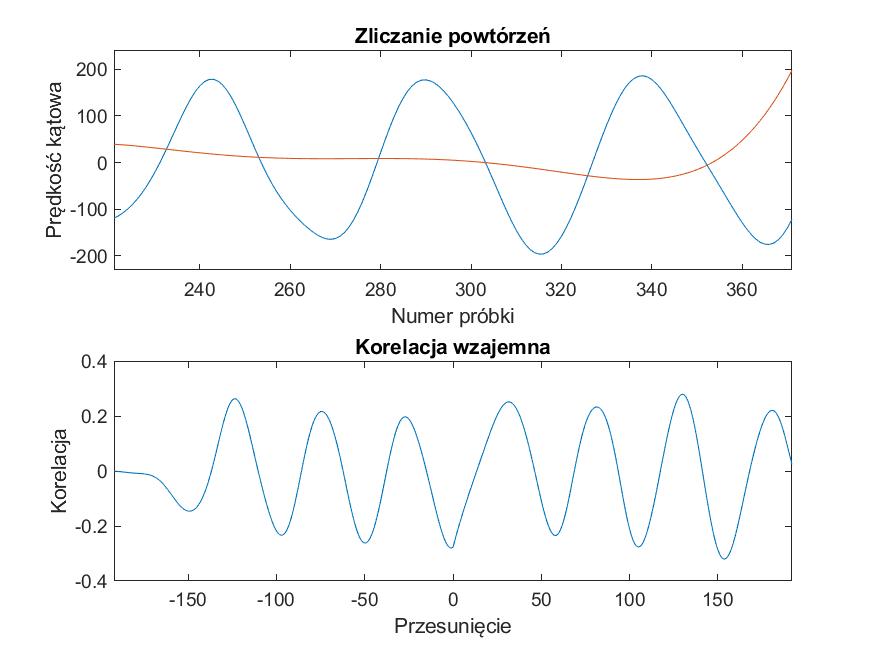 Zliczanie powtórzeń
Prędkość kątowa
200
100
0
-100
-200
240 260 280 300 320 340 360
Numer próbki
Korelacja wzajemna
Korelacja
0.4
0.2
0
-0.2
-0.4
-150 -100 -50 0 50 100 150
Przesunięcie